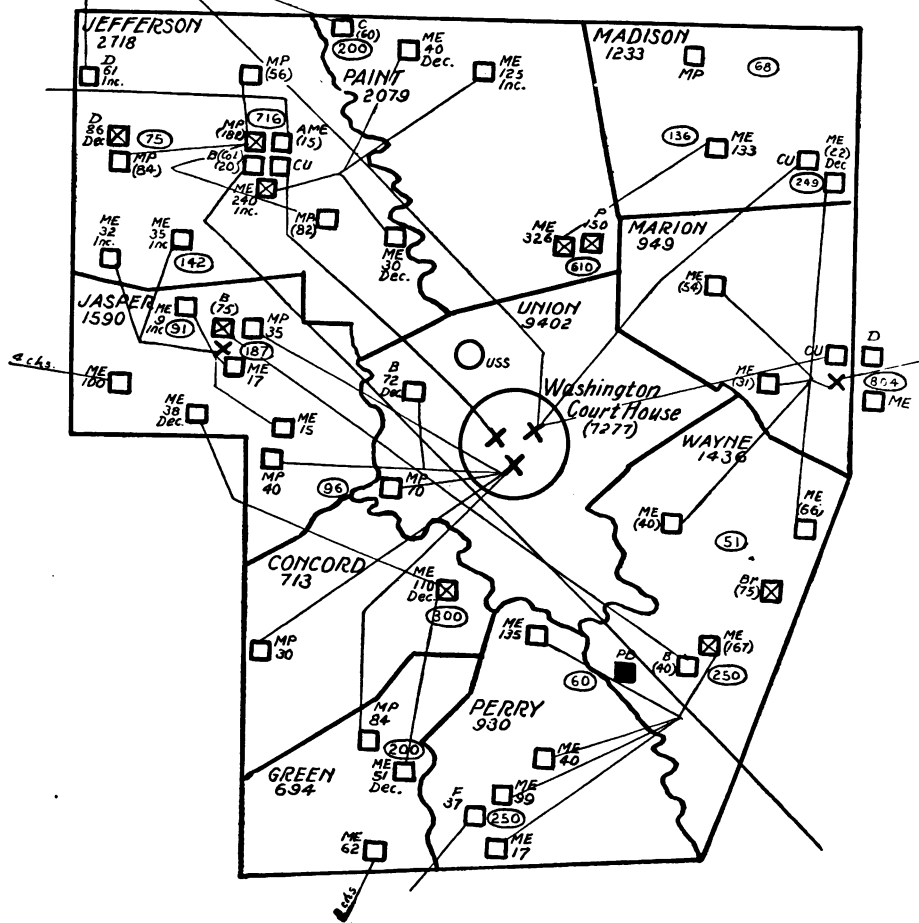 JEFFERSON
2718
D
61
Inc.
MP
(56)
C
(60)
200
ME
40
Dec.
PAINT
2079
ME
125
Inc.
MADISON
1233
MP
68
D
86
Dec
75
MP
(84)
716
MP
AME
(15)
(20)
CU
ME
240
Inc.
MP
(82)
ME
30
Dec.
136
ME
133
CU
ME
(22)
Dec
249
ME
32
Inc.
ME
35
Inc
142
ME
326
P
150
610
MARION
949
ME
(54)
JASPER
1590
ME
9
Inc
91
B
(75)
MP
35
187
ME
17
UNION
9402
USS
4 chs.
ME
100
ME
38
Dec.
ME
15
B
72
Dec
Washington
Court House
(7277)
ME
(31)
CU
D
804
ME
WAYNE
1436
MP
40
96
MP
70
ME
(40)
ME
(66)
51
CONCORD
713
ME
110
Dec.
300
Br
(75)
MP
30
ME
135
PB
60
B
(40)
ME
(167)
250
PERRY
930
MP
84
200
ME
51
Dec.
GREEN
694
ME
40
ME
99
F
37
250
ME
17
ME
62